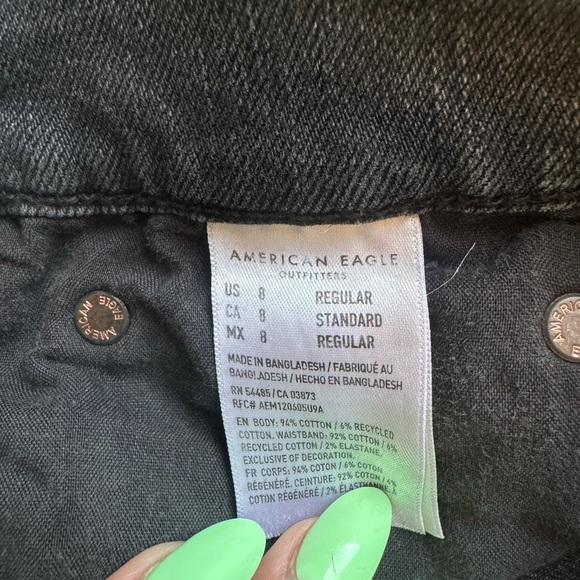 AMERICAN EAGLE
OUTFITTERS
US 8 REGULAR
CA 8 STANDARD
MX 8 REGULAR
MADE IN BANGLADESH / FABRIQUÉ AU
BANGLADESH / HECHO EN BANGLADESH
RN 54485 / CA 03873
RFC# AEM120605U9A
EN BODY: 94% COTTON / 6% RECYCLED
COTTON. WAISTBAND: 92% COTTON / 6%
RECYCLED COTTON / 2% ELASTANE.
EXCLUSIVE OF DECORATION.
FR CORPS: 94% COTON / 6% COTON
RÉGÉNÉRÉ. CEINTURE: 92% COTON / 6%
COTON RÉGÉNÉRÉ / 2% ÉLASTHANNE. À
AMERICAN EAGLE
AMERICAN